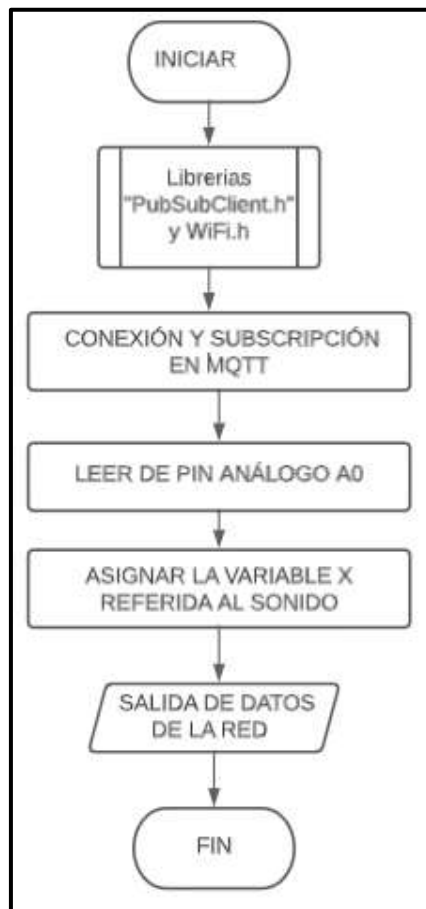 INICIAR
Librerias
"PubSubClient.h"
y WiFi.h
CONEXIÓN Y SUBSCRIPCIÓN
EN MQTT
LEER DE PIN ANÁLOGO A0
ASIGNAR LA VARIABLE X
REFERIDA AL SONIDO
SALIDA DE DATOS
DE LA RED
FIN